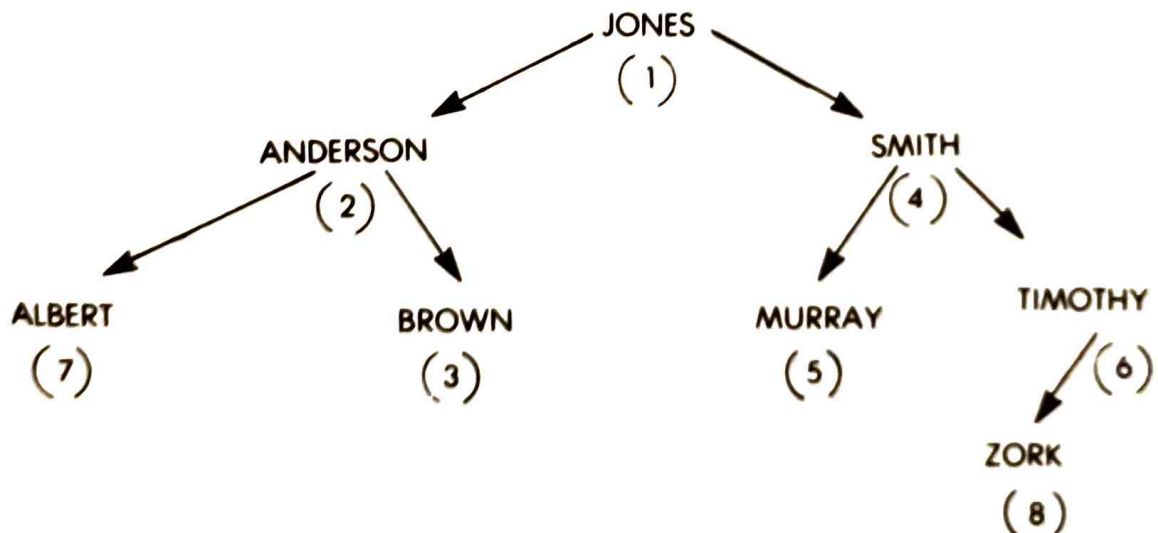 JONES
(1)
ANDERSON
SMITH
(2)
(4)
ALBERT
BROWN
MURRAY
TIMOTHY
(7)
(3)
(5)
(6)
ZORK
(8)